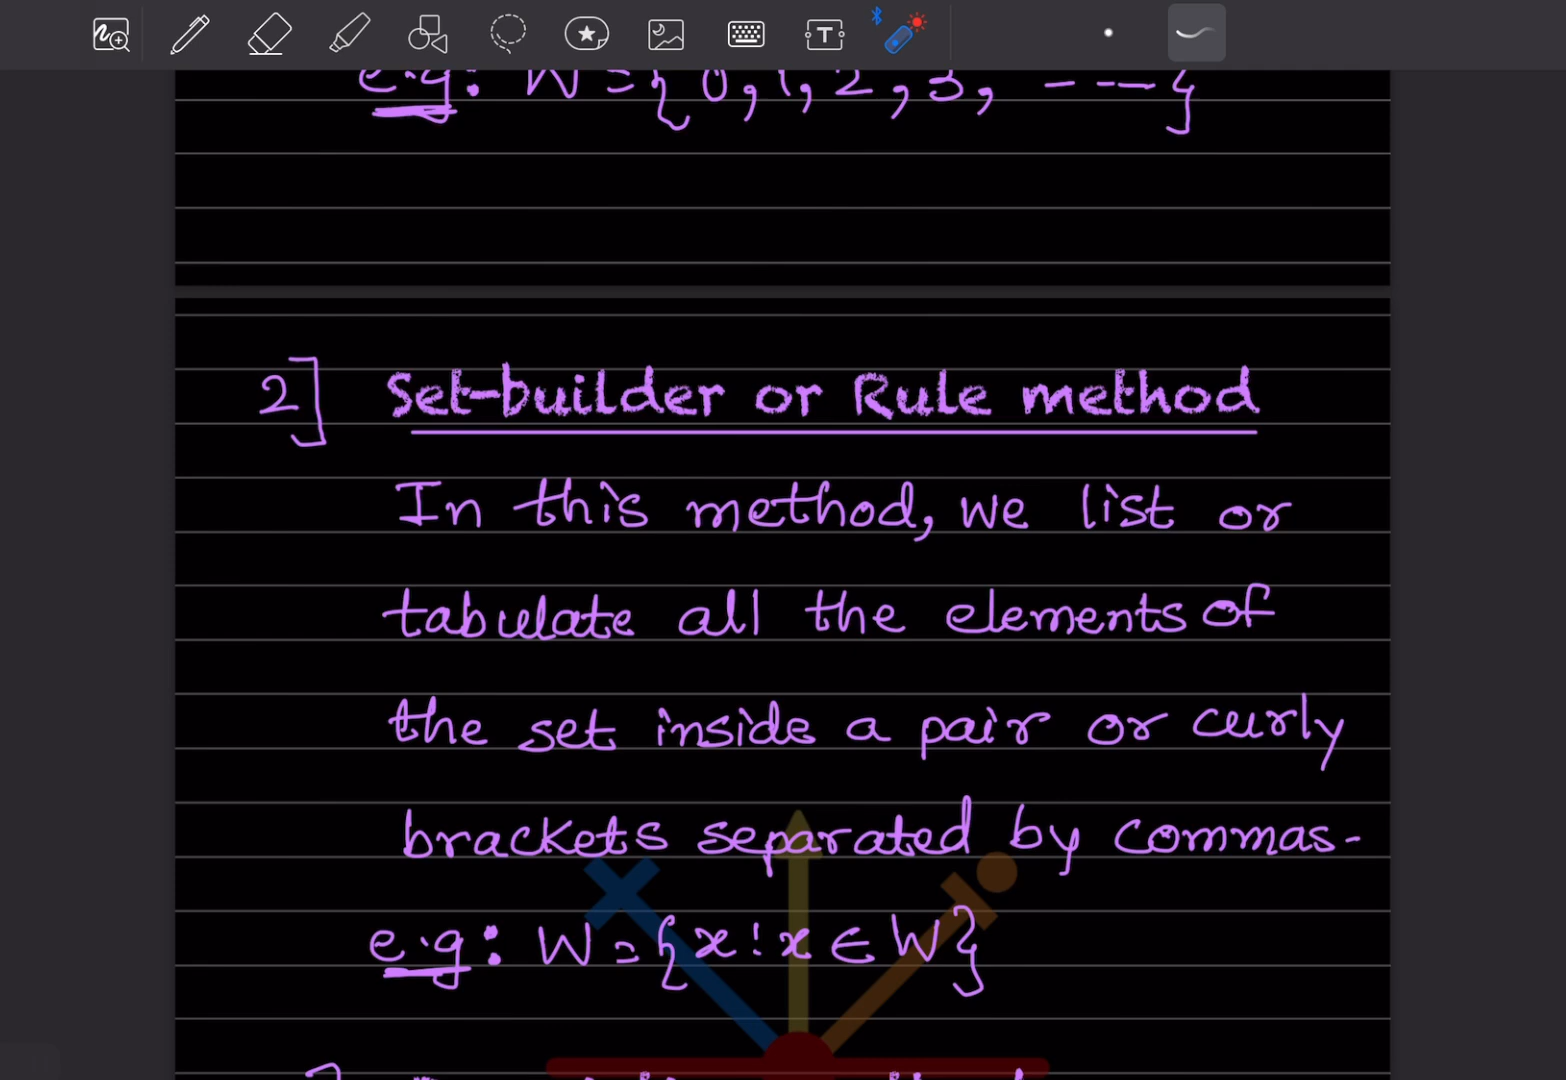 e.g: W = {0, 1, 2, 3, - --- }
2] Set-builder or Rule method
In this method, we list or
tabulate all the elements of
the set inside a pair or curly
brackets separated by commas.
e.g: W = {x : x ∈ W}